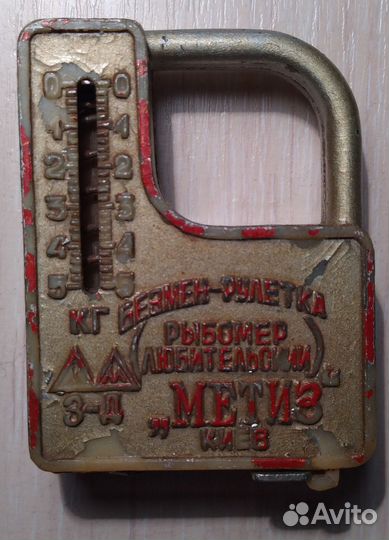 0 0
1 1
2 2
3 3
4 4
5 5
КГ
БЕЗМЕН-РУЛЕТКА
РЫБОМЕР
(ЛЮБИТЕЛЬСКИЙ)
З-Д „МЕТИЗ"
КИЕВ
Avito